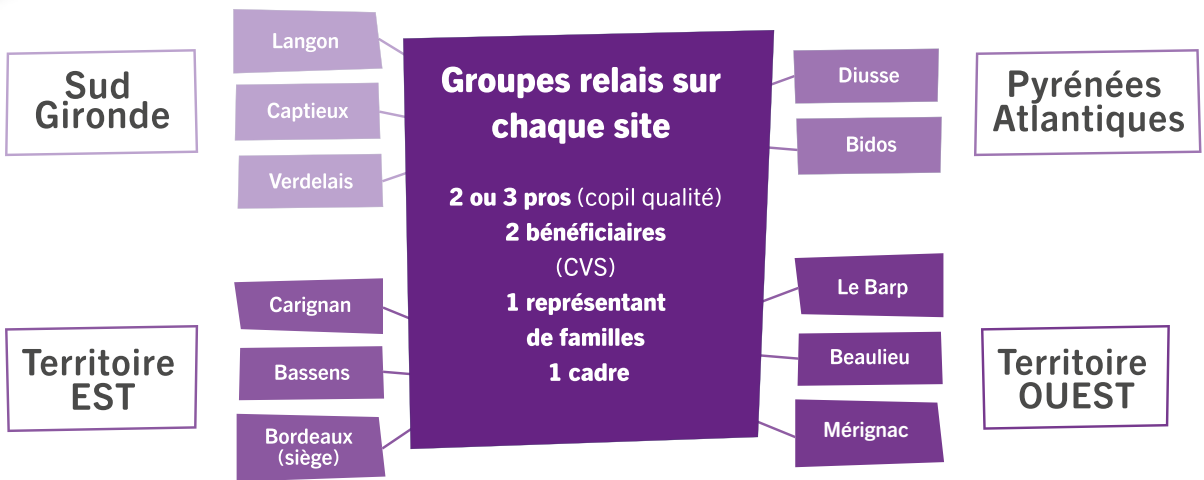 Sud
Gironde
Langon
Captieux
Verdelais
Territoire
EST
Carignan
Bassens
Bordeaux
(siège)
Groupes relais sur
chaque site
2 ou 3 pros (copil qualité)
2 bénéficiaires
(CVS)
1 représentant
de familles
1 cadre
Diusse
Bidos
Pyrénées
Atlantiques
Le Barp
Beaulieu
Mérignac
Territoire
OUEST